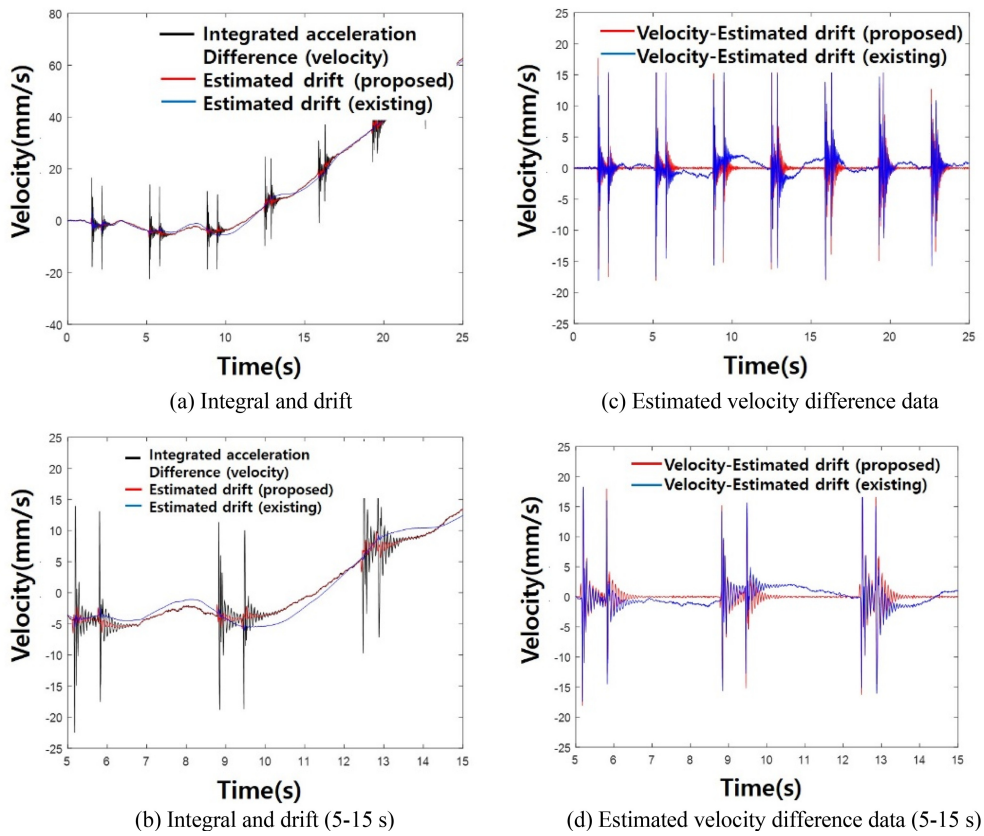 Integrated acceleration
Difference (velocity)
Estimated drift (proposed)
Estimated drift (existing)
80
60
40
20
0
-20
-40
Velocity(mm/s)
0 5 10 15 20 25
Time(s)
(a) Integral and drift
Velocity-Estimated drift (proposed)
Velocity-Estimated drift (existing)
25
20
15
10
5
0
-5
-10
-15
-20
-25
Velocity(mm/s)
0 5 10 15 20 25
Time(s)
(c) Estimated velocity difference data
Integrated acceleration
Difference (velocity)
Estimated drift (proposed)
Estimated drift (existing)
25
20
15
10
5
0
-5
-10
-15
-20
-25
Velocity(mm/s)
5 6 7 8 9 10 11 12 13 14 15
Time(s)
(b) Integral and drift (5-15 s)
Velocity-Estimated drift (proposed)
Velocity-Estimated drift (existing)
25
20
15
10
5
0
-5
-10
-15
-20
-25
Velocity(mm/s)
5 6 7 8 9 10 11 12 13 14 15
Time(s)
(d) Estimated velocity difference data (5-15 s)